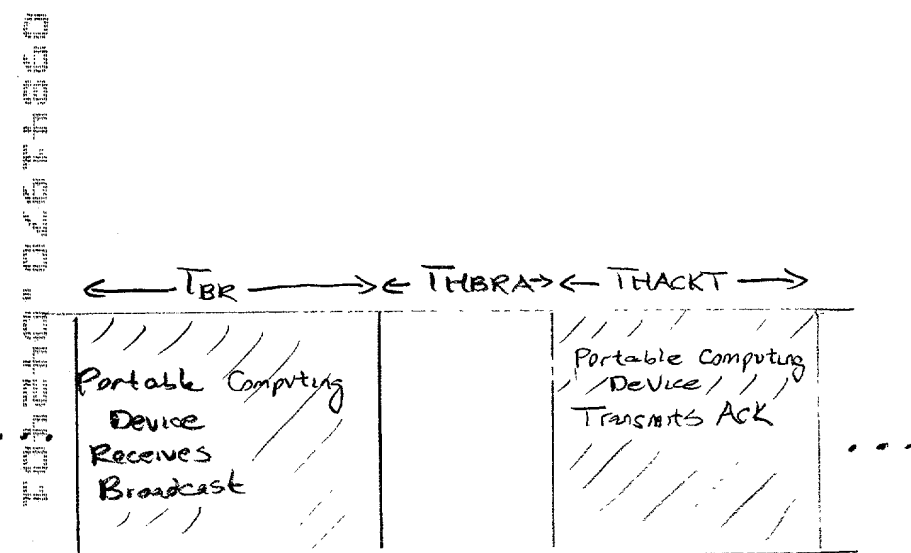 TBR THBRA THACKT
Portable Computing
Device
Receives
Broadcast
Portable Computing
Device
Transmits Ack